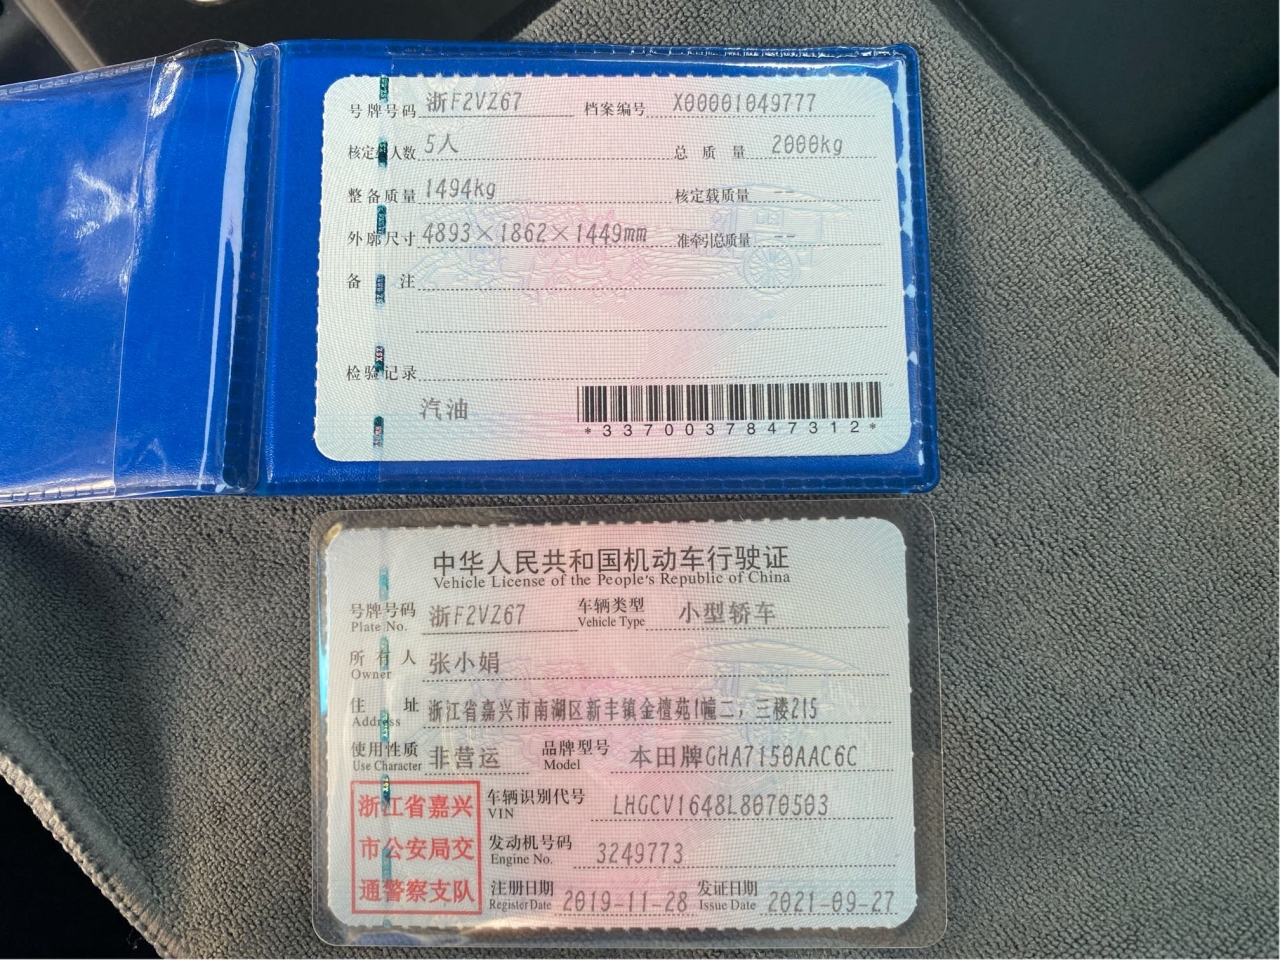 号牌号码 浙F2VZ67 档案编号 X00001049777
核定人数 5人 总质量 2000kg
整备质量 1494kg 核定载质量 --
外廓尺寸 4893×1862×1449mm 准牵引总质量 --
备注
检验记录
汽油
*3370037847312*
中华人民共和国机动车行驶证
Vehicle License of the People's Republic of China
号牌号码 浙F2VZ67 车辆类型 小型轿车
Plate No. Vehicle Type
所有人 张小娟
Owner
住址 浙江省嘉兴市南湖区新丰镇金檀苑1幢二,三楼215
Address
使用性质 非营运 品牌型号 本田牌GHA7150AAC6C
Use Character Model
浙江省嘉兴
市公安局交
通警察支队
车辆识别代号 LHGCV1648L8070503
VIN
发动机号码 3249773
Engine No.
注册日期 2019-11-28 发证日期 2021-09-27
Register Date Issue Date